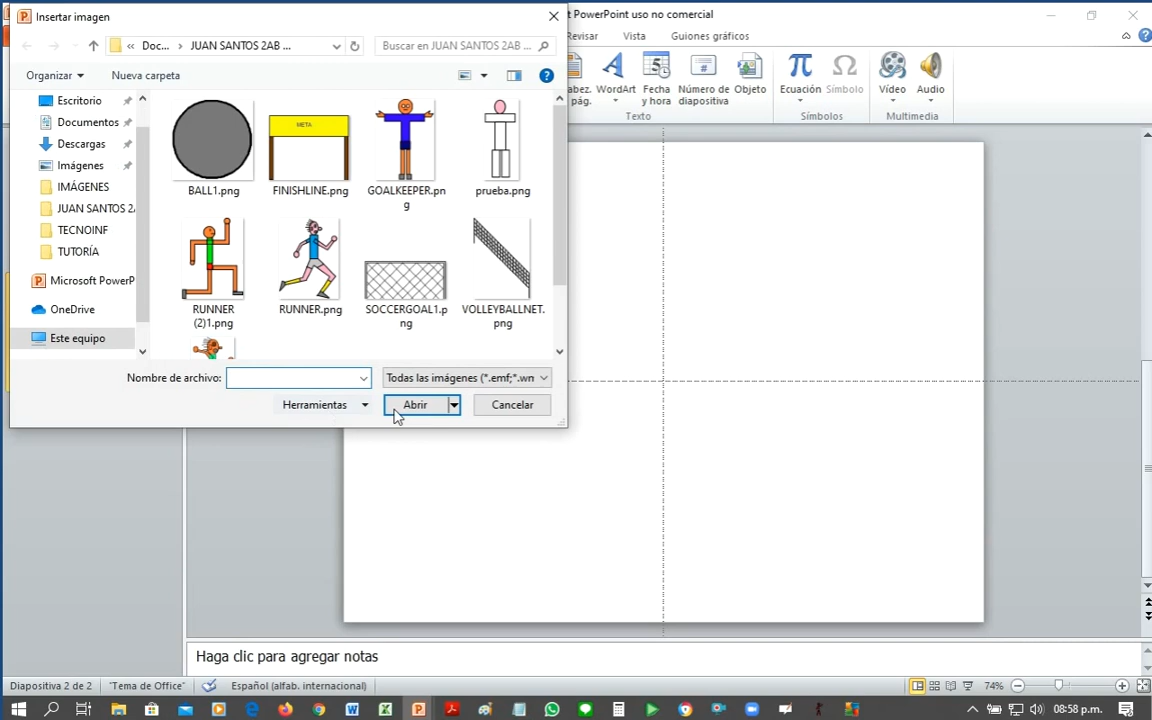 Insertar imagen
t PowerPoint uso no comercial
Doc...
JUAN SANTOS 2AB ...
Buscar en JUAN SANTOS 2AB ...
Revisar
Vista
Guiones gráficos
Organizar
Nueva carpeta
abez.
pág.
WordArt
Fecha
y hora
Número de
diapositiva
Objeto
Ecuación
Símbolo
Vídeo
Audio
Texto
Símbolos
Multimedia
Escritorio
Documentos
Descargas
Imágenes
IMÁGENES
JUAN SANTOS 2A
TECNOINF
TUTORÍA
Microsoft PowerP
OneDrive
Este equipo
META
BALL1.png
FINISHLINE.png
GOALKEEPER.pn
g
prueba.png
RUNNER
(2)1.png
RUNNER.png
SOCCERGOAL1.p
ng
VOLLEYBALLNET.
png
Nombre de archivo:
Todas las imágenes (*.emf;*.wn
Herramientas
Abrir
Cancelar
Haga clic para agregar notas
Diapositiva 2 de 2
"Tema de Office"
Español (alfab. internacional)
74%
08:58 p.m.